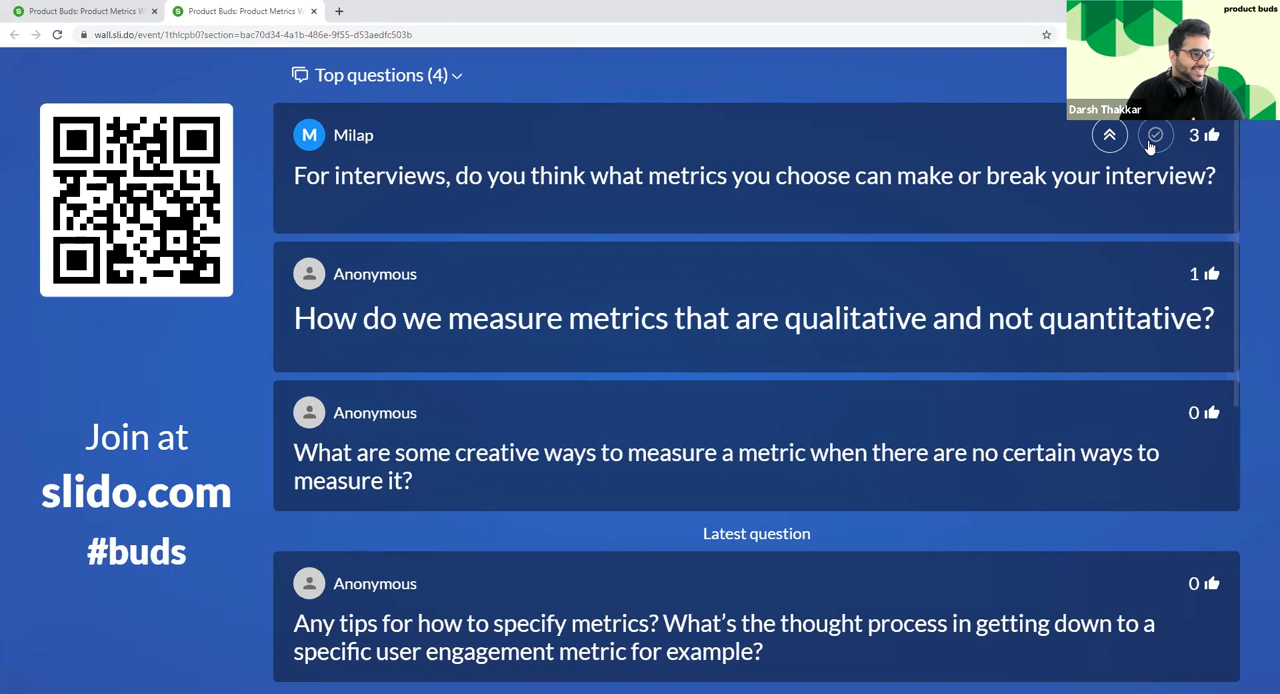 Product Buds: Product Metrics W
Product Buds: Product Metrics W
wall.sli.do/event/1thlcpb0?section=bac70d34-4a1b-486e-9f55-d53aedfc503b
product buds
Darsh Thakkar
Top questions (4)
M Milap 3
For interviews, do you think what metrics you choose can make or break your interview?
Anonymous 1
How do we measure metrics that are qualitative and not quantitative?
Anonymous 0
What are some creative ways to measure a metric when there are no certain ways to
measure it?
Latest question
Anonymous 0
Any tips for how to specify metrics? What’s the thought process in getting down to a
specific user engagement metric for example?
Join at
slido.com
#buds